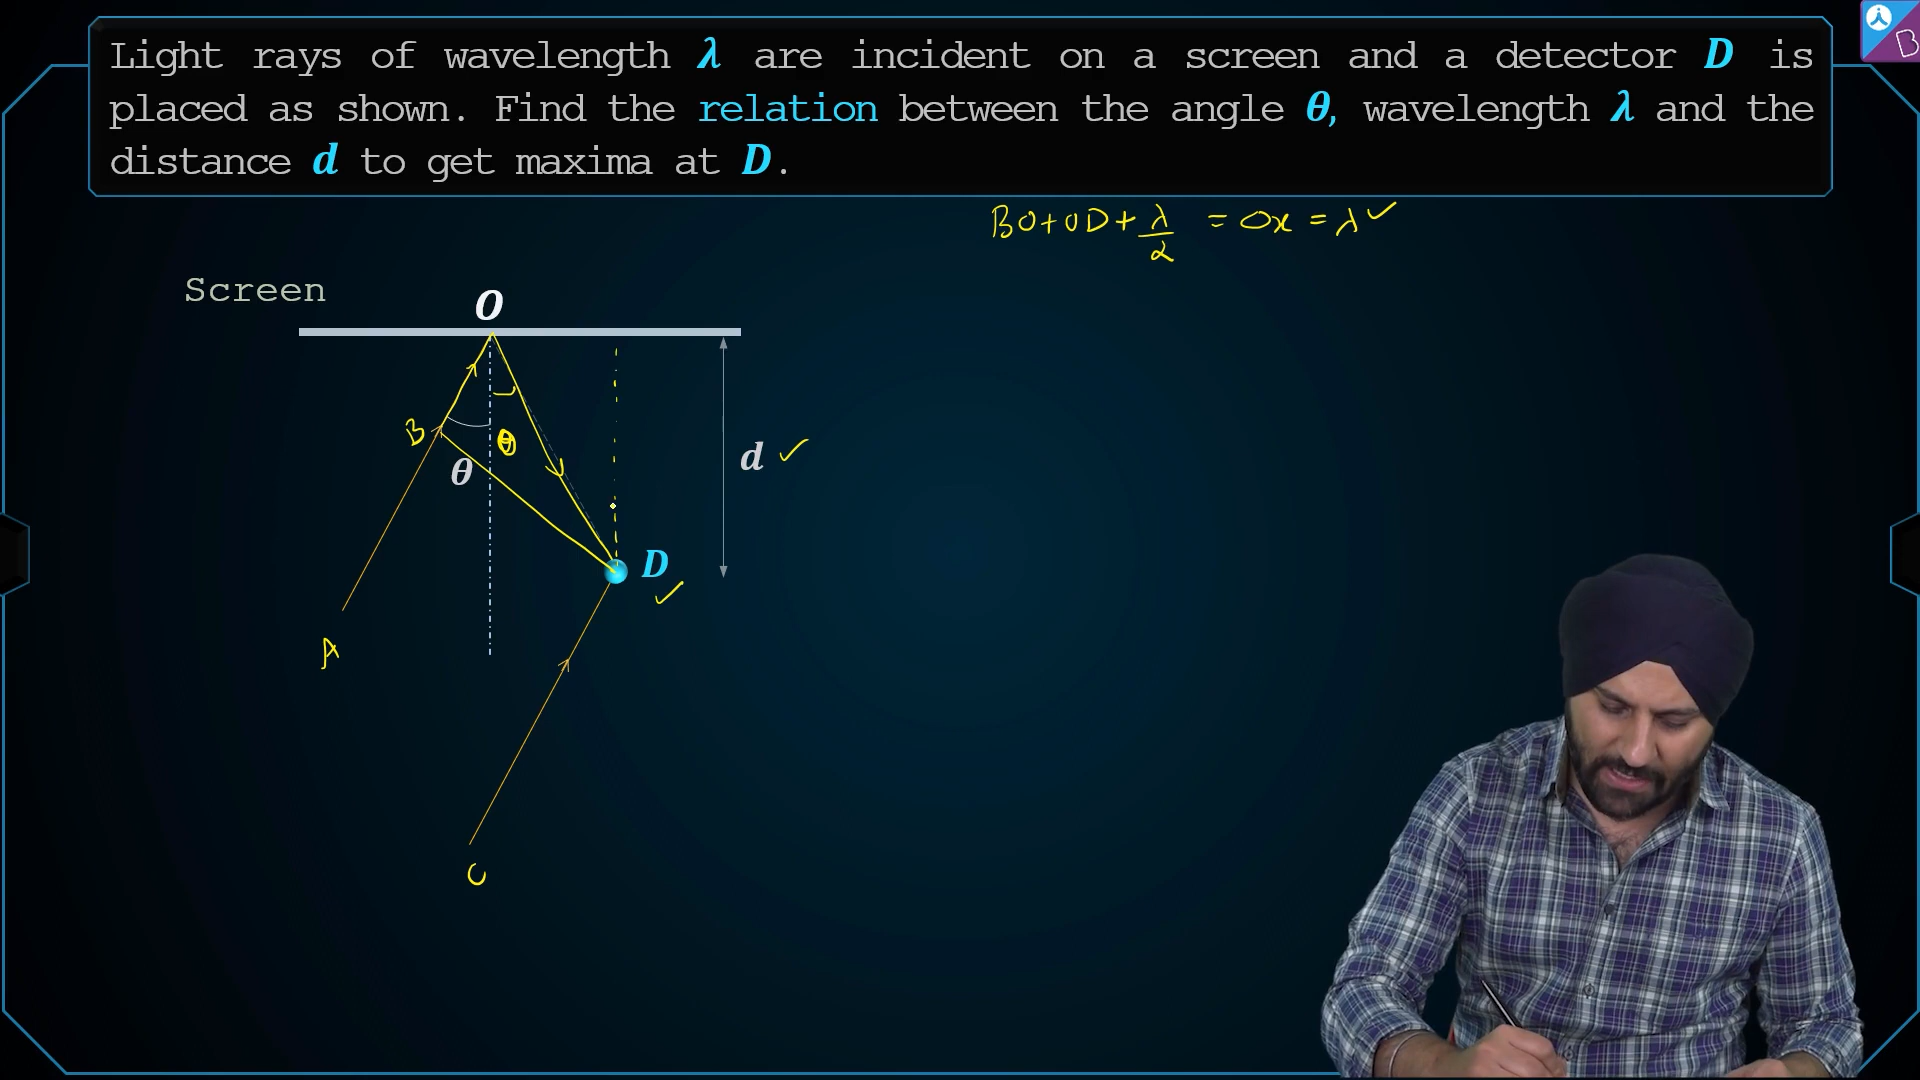 Light rays of wavelength λ are incident on a screen and a detector D is
placed as shown. Find the relation between the angle θ, wavelength λ and the
distance d to get maxima at D.
BO+OD+λ/2 = Δx = λ ✓
Screen
O
B
θ
θ
d ✓
D
✓
A
C
B